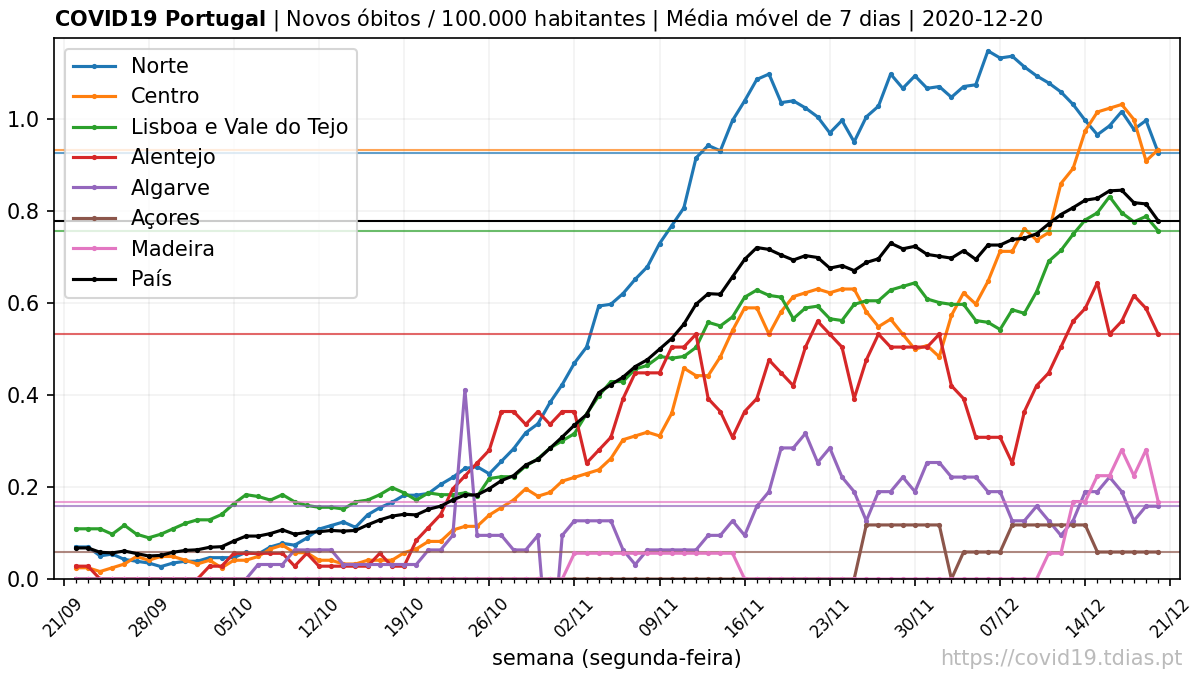 COVID19 Portugal | Novos óbitos / 100.000 habitantes | Média móvel de 7 dias | 2020-12-20
Norte
Centro
Lisboa e Vale do Tejo
Alentejo
Algarve
Açores
Madeira
País
1.0
0.8
0.6
0.4
0.2
0.0
21/09 28/09 05/10 12/10 19/10 26/10 02/11 09/11 16/11 23/11 30/11 07/12 14/12 21/12
semana (segunda-feira)
https://covid19.tdias.pt